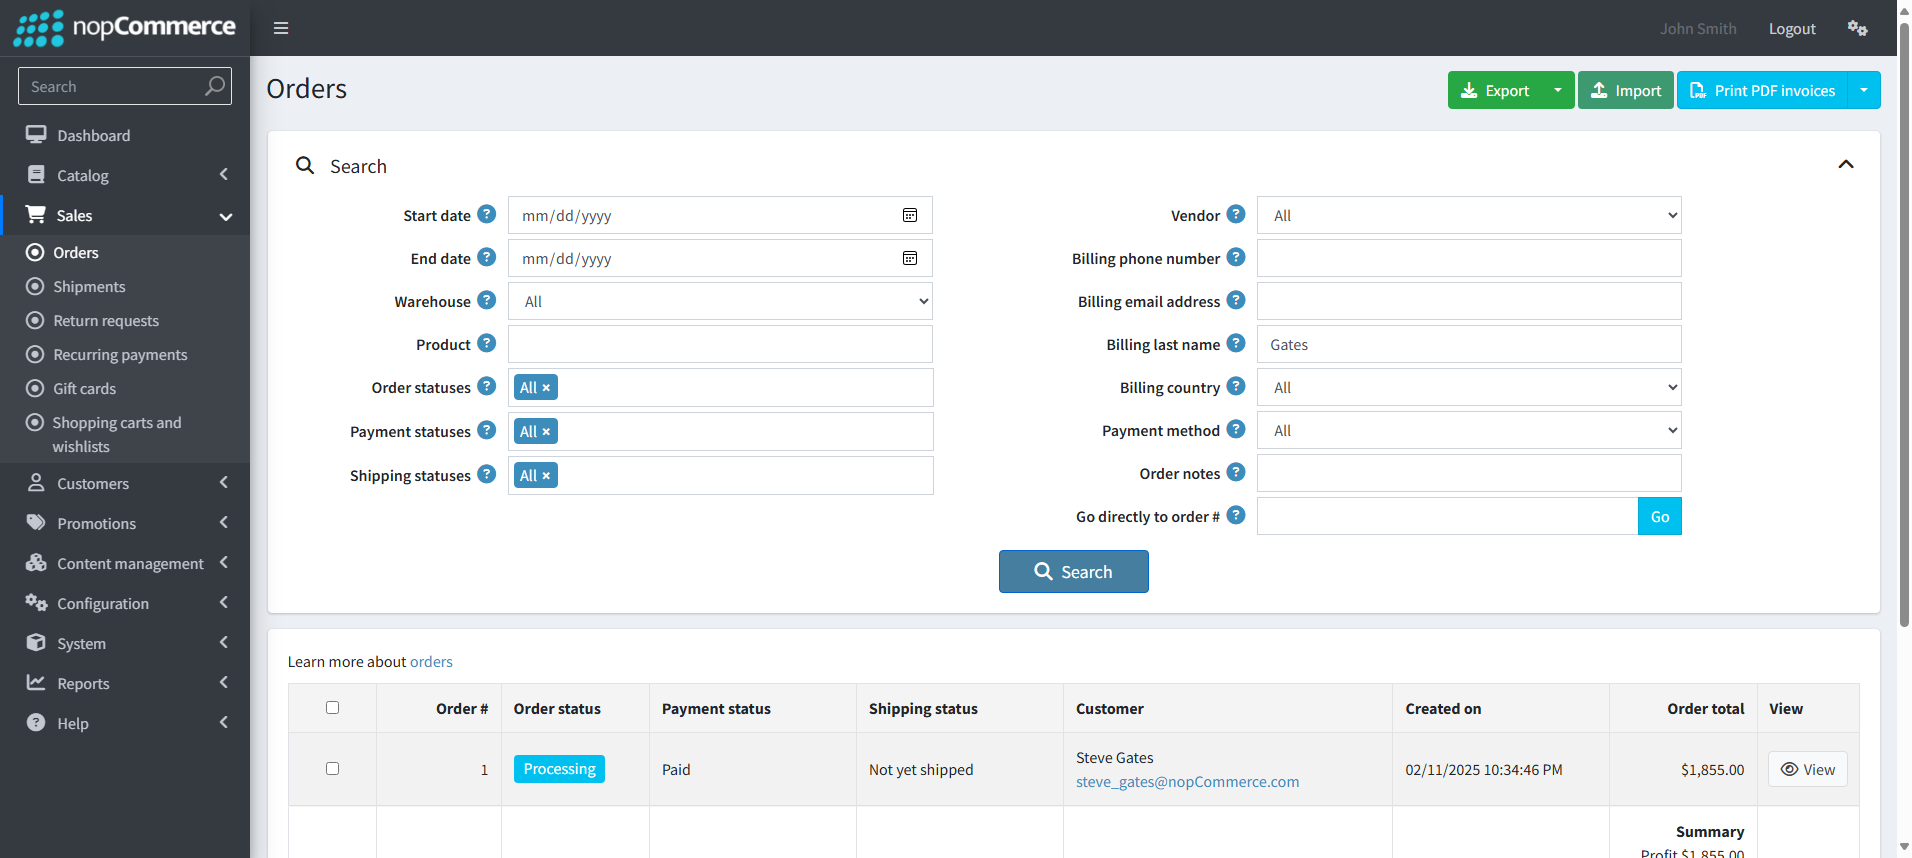 nopCommerce
John Smith
Logout
Search
Dashboard
Catalog
Sales
Orders
Shipments
Return requests
Recurring payments
Gift cards
Shopping carts and
wishlists
Customers
Promotions
Content management
Configuration
System
Reports
Help
Orders
Export
Import
Print PDF invoices
Search
Start date ? mm/dd/yyyy
End date ? mm/dd/yyyy
Warehouse ? All
Product ?
Order statuses ? All ×
Payment statuses ? All ×
Shipping statuses ? All ×
Vendor ? All
Billing phone number ?
Billing email address ?
Billing last name ? Gates
Billing country ? All
Payment method ? All
Order notes ?
Go directly to order # ? Go
Search
Learn more about orders
Order # Order status Payment status Shipping status Customer Created on Order total View
1 Processing Paid Not yet shipped Steve Gates 02/11/2025 10:34:46 PM $1,855.00 View
steve_gates@nopCommerce.com
Summary
Profit $1,855.00